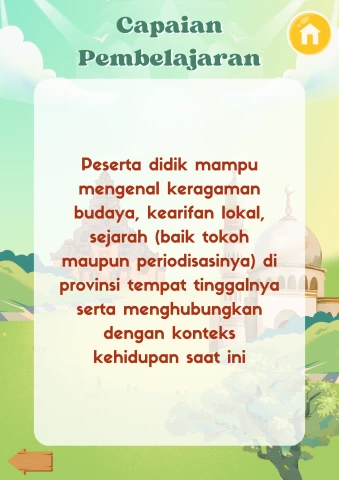 Capaian
Pembelajaran
Peserta didik mampu
mengenal keragaman
budaya, kearifan lokal,
sejarah (baik tokoh
maupun periodisasinya) di
provinsi tempat tinggalnya
serta menghubungkan
dengan konteks
kehidupan saat ini